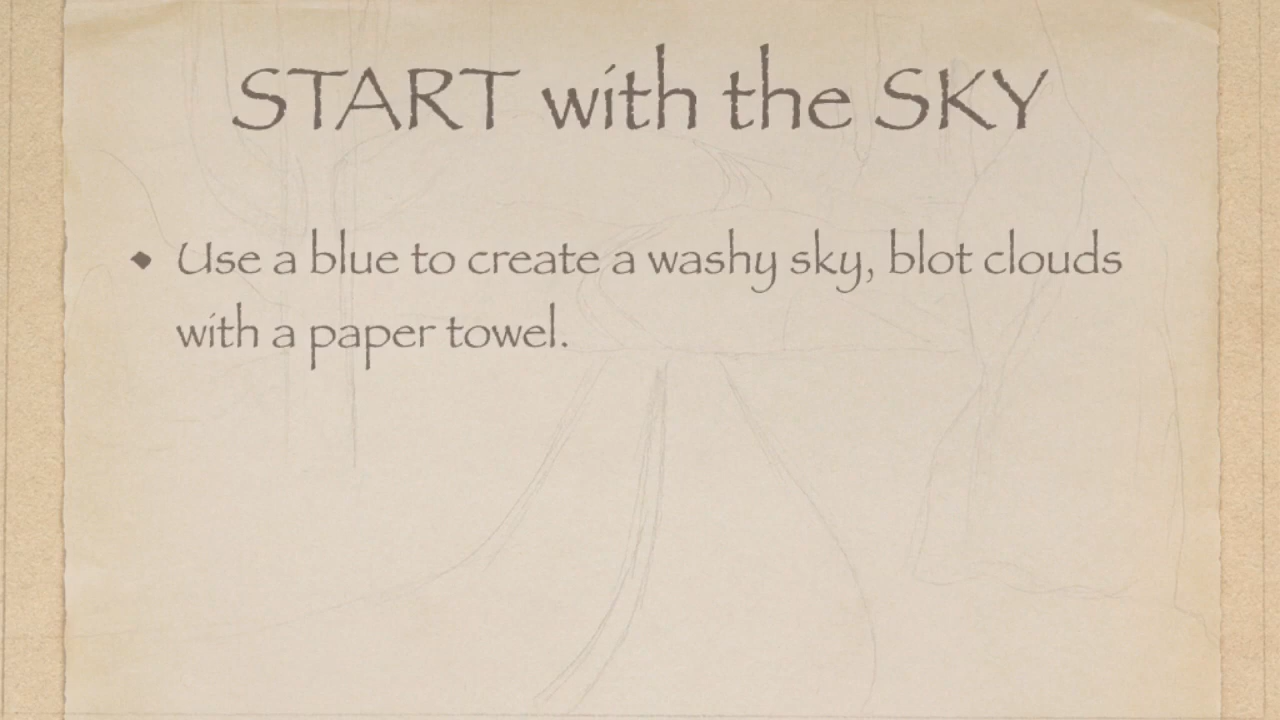 START with the SKY
◆ Use a blue to create a washy sky, blot clouds
with a paper towel.